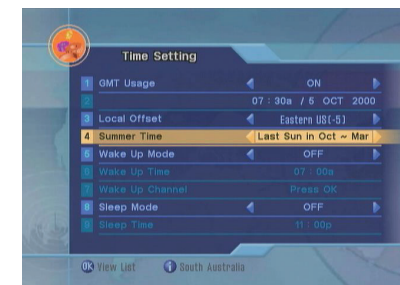 Time Setting
1 GMT Usage ON
2 07 : 30a / 5 OCT 2000
3 Local Offset Eastern US(-5)
4 Summer Time Last Sun in Oct ~ Mar
5 Wake Up Mode OFF
6 Wake Up Time 07 : 00a
7 Wake Up Channel Press OK
8 Sleep Mode OFF
9 Sleep Time 11 : 00p
OK View List i South Australia